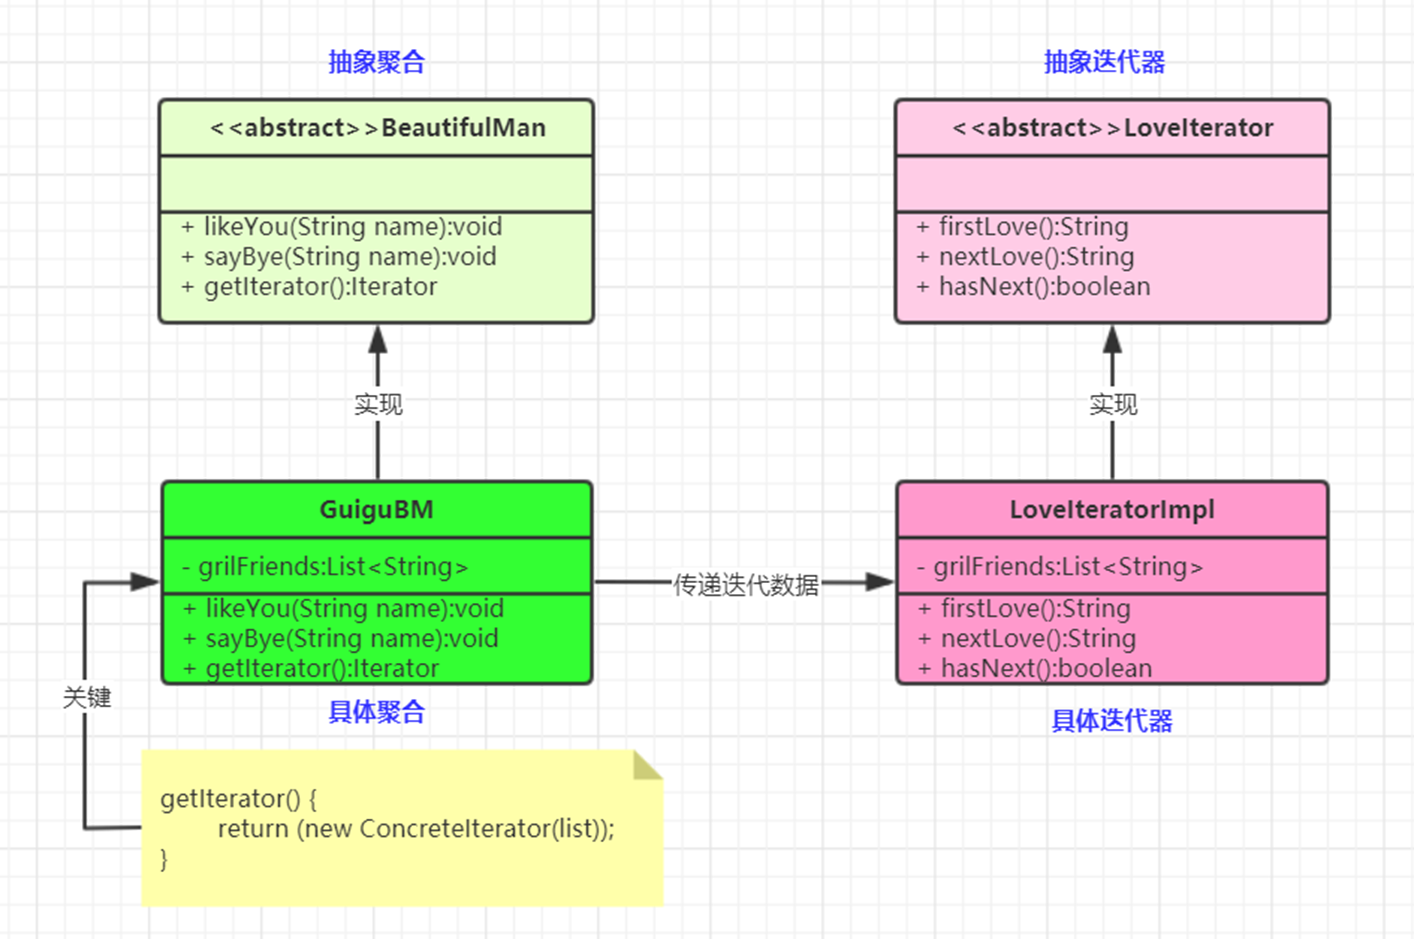 抽象聚合
<<abstract>>BeautifulMan
+ likeYou(String name):void
+ sayBye(String name):void
+ getIterator():Iterator
抽象迭代器
<<abstract>>LoveIterator
+ firstLove():String
+ nextLove():String
+ hasNext():boolean
实现
实现
GuiguBM
- grilFriends:List<String>
+ likeYou(String name):void
+ sayBye(String name):void
+ getIterator():Iterator
具体聚合
传递迭代数据
LoveIteratorImpl
- grilFriends:List<String>
+ firstLove():String
+ nextLove():String
+ hasNext():boolean
具体迭代器
关键
getIterator() {
return (new ConcreteIterator(list));
}